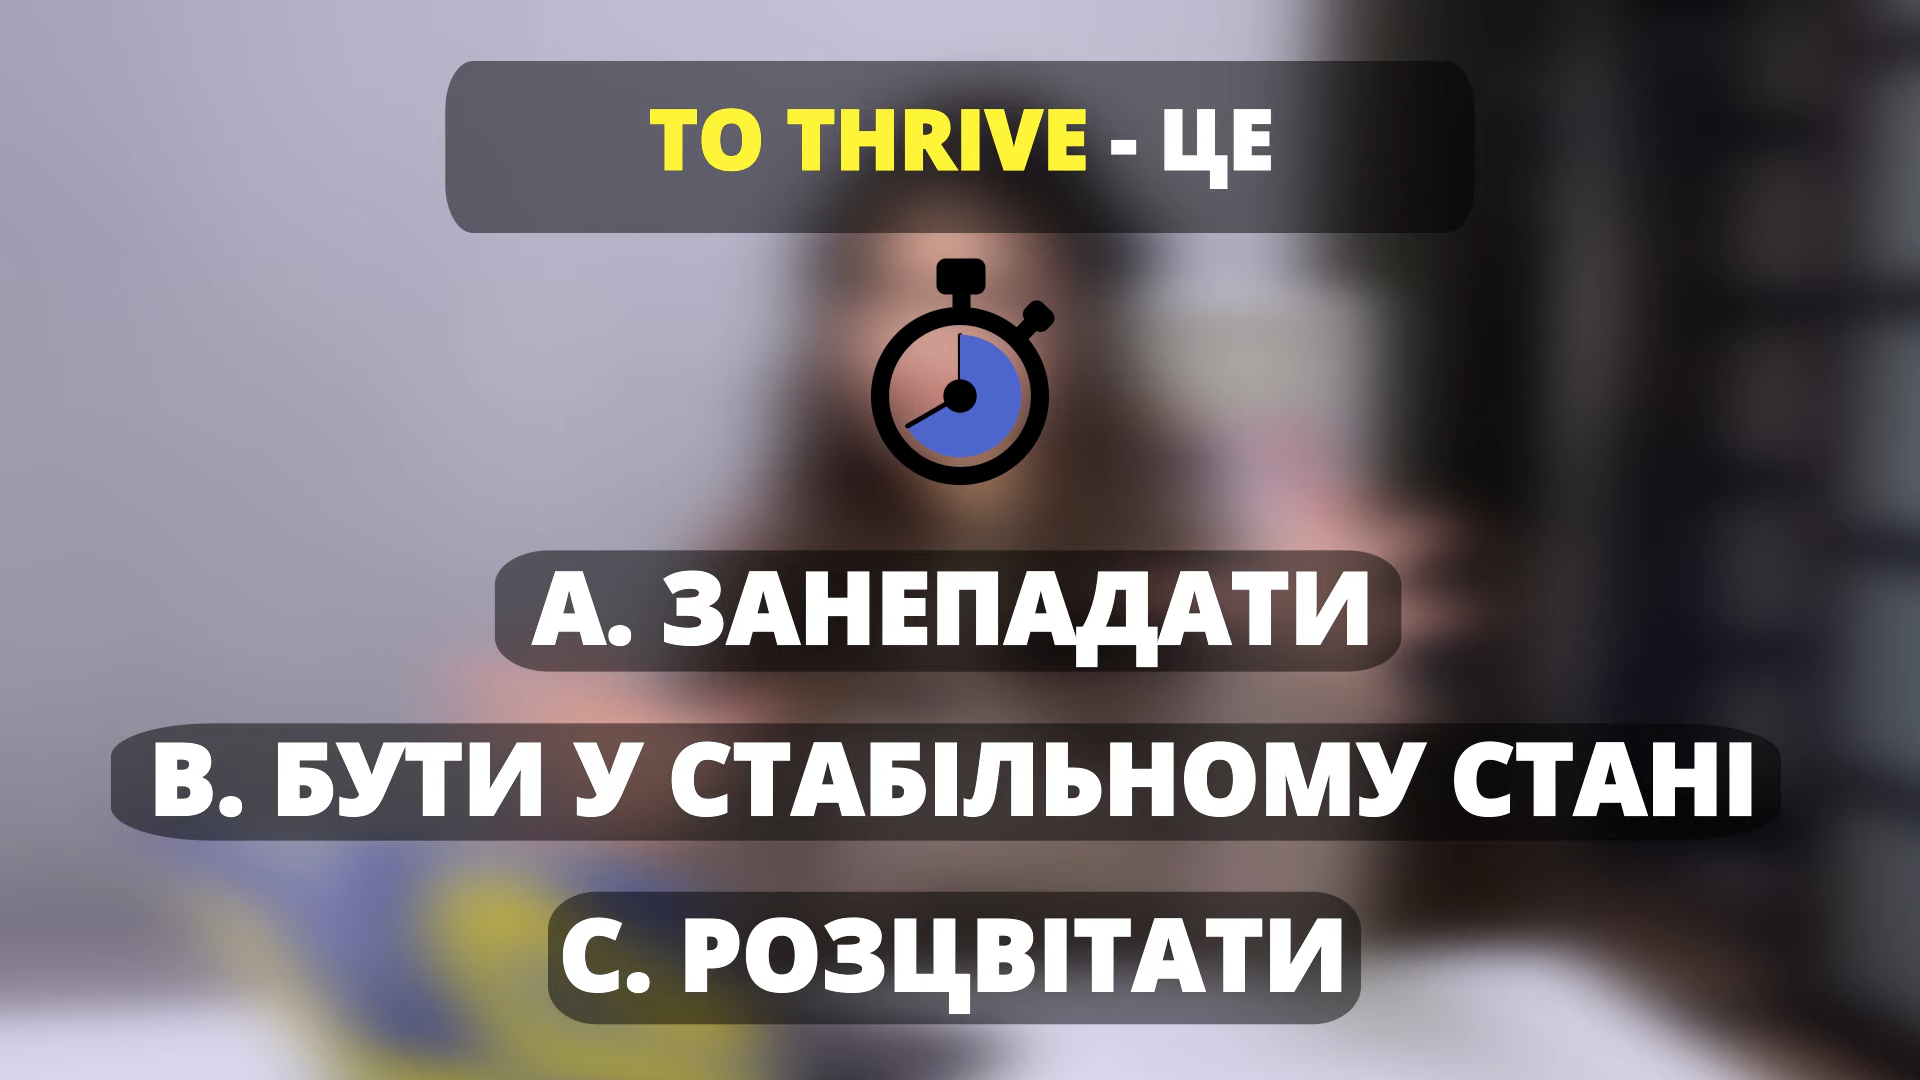 TO THRIVE - ЦЕ
A. ЗАНЕПАДАТИ
B. БУТИ У СТАБІЛЬНОМУ СТАНІ
C. РОЗЦВІТАТИ